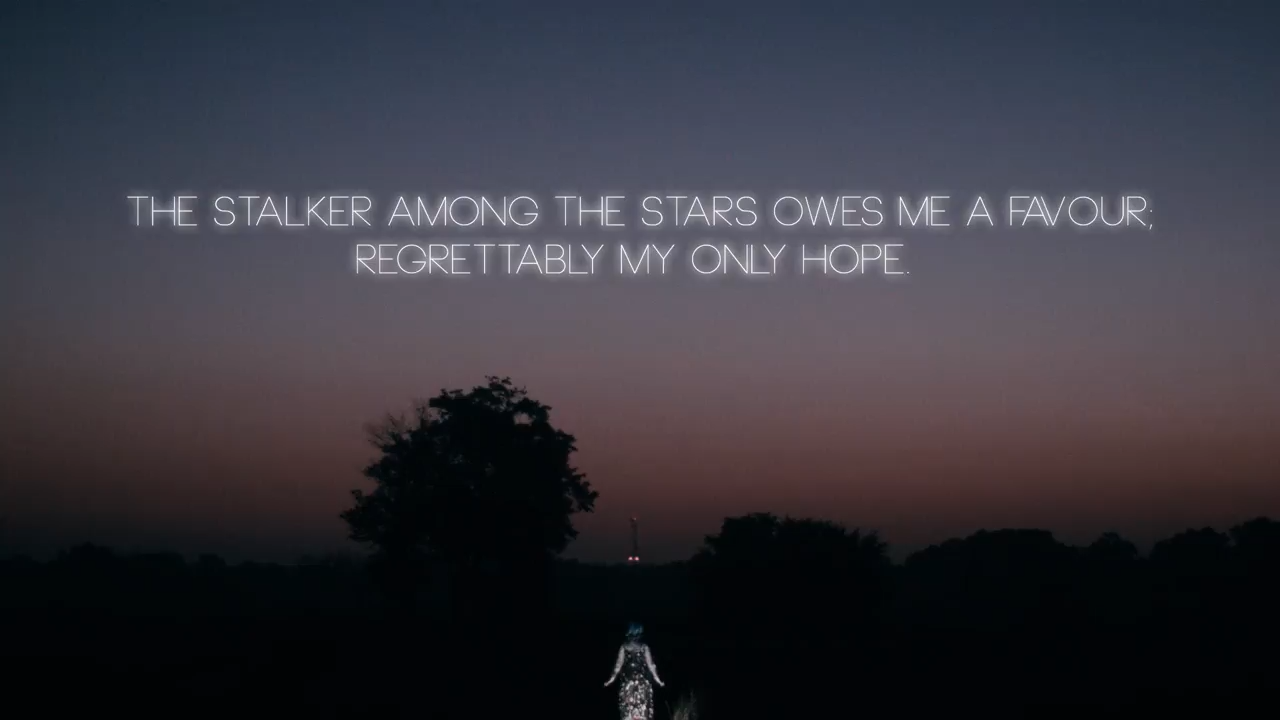 THE STALKER AMONG THE STARS OWES ME A FAVOUR;
REGRETTABLY MY ONLY HOPE.